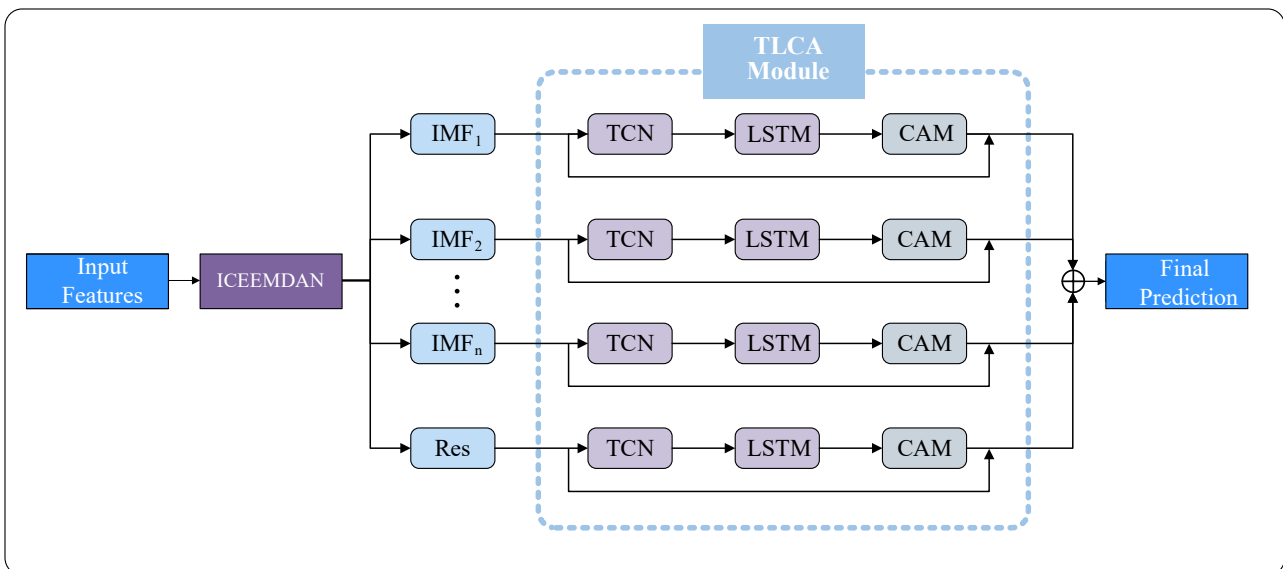 TLCA
Module
IMF₁ TCN LSTM CAM
IMF₂ TCN LSTM CAM
Input
Features
ICEEMDAN
Final
Prediction
IMFₙ TCN LSTM CAM
Res TCN LSTM CAM